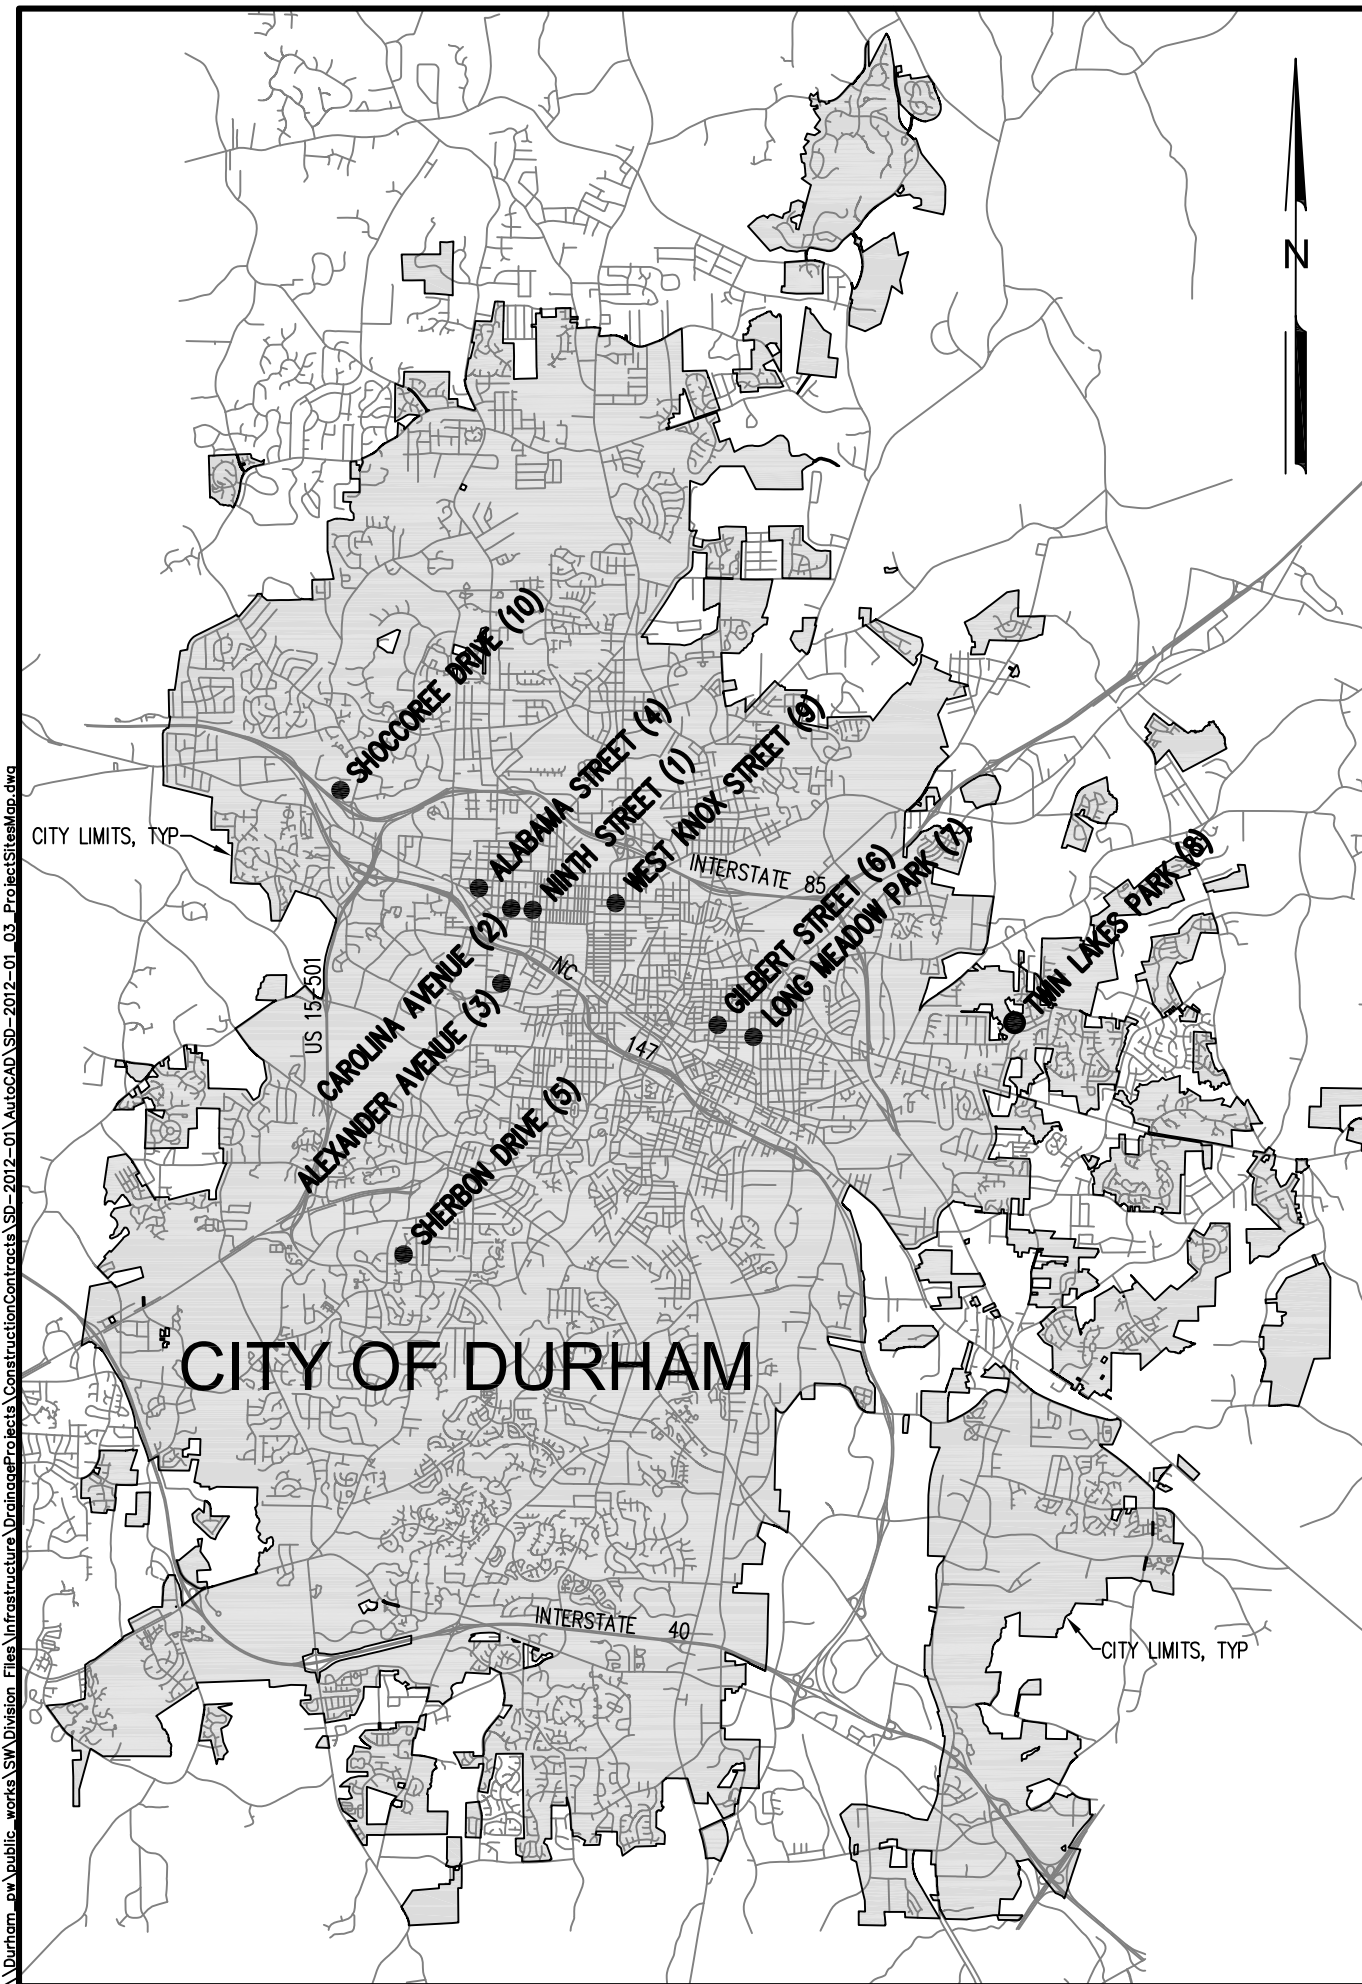 N
SHOCCOREE DRIVE (10)
ALABAMA STREET (4)
NINTH STREET (1)
WEST KNOX STREET (9)
CITY LIMITS, TYP
INTERSTATE 85
GILBERT STREET (6)
LONG MEADOW PARK (7)
TWIN LAKES PARK (8)
CAROLINA AVENUE (2)
ALEXANDER AVENUE (3)
US 15/501
NC
147
SHERBON DRIVE (5)
CITY OF DURHAM
INTERSTATE 40
CITY LIMITS, TYP
\Durham_pw\public_works\SW\Division Files\Infrastructure\DrainageProjects\ConstructionContracts\SD-2012-01\AutoCAD\SD-2012-01_03_ProjectSitesMap.dwg